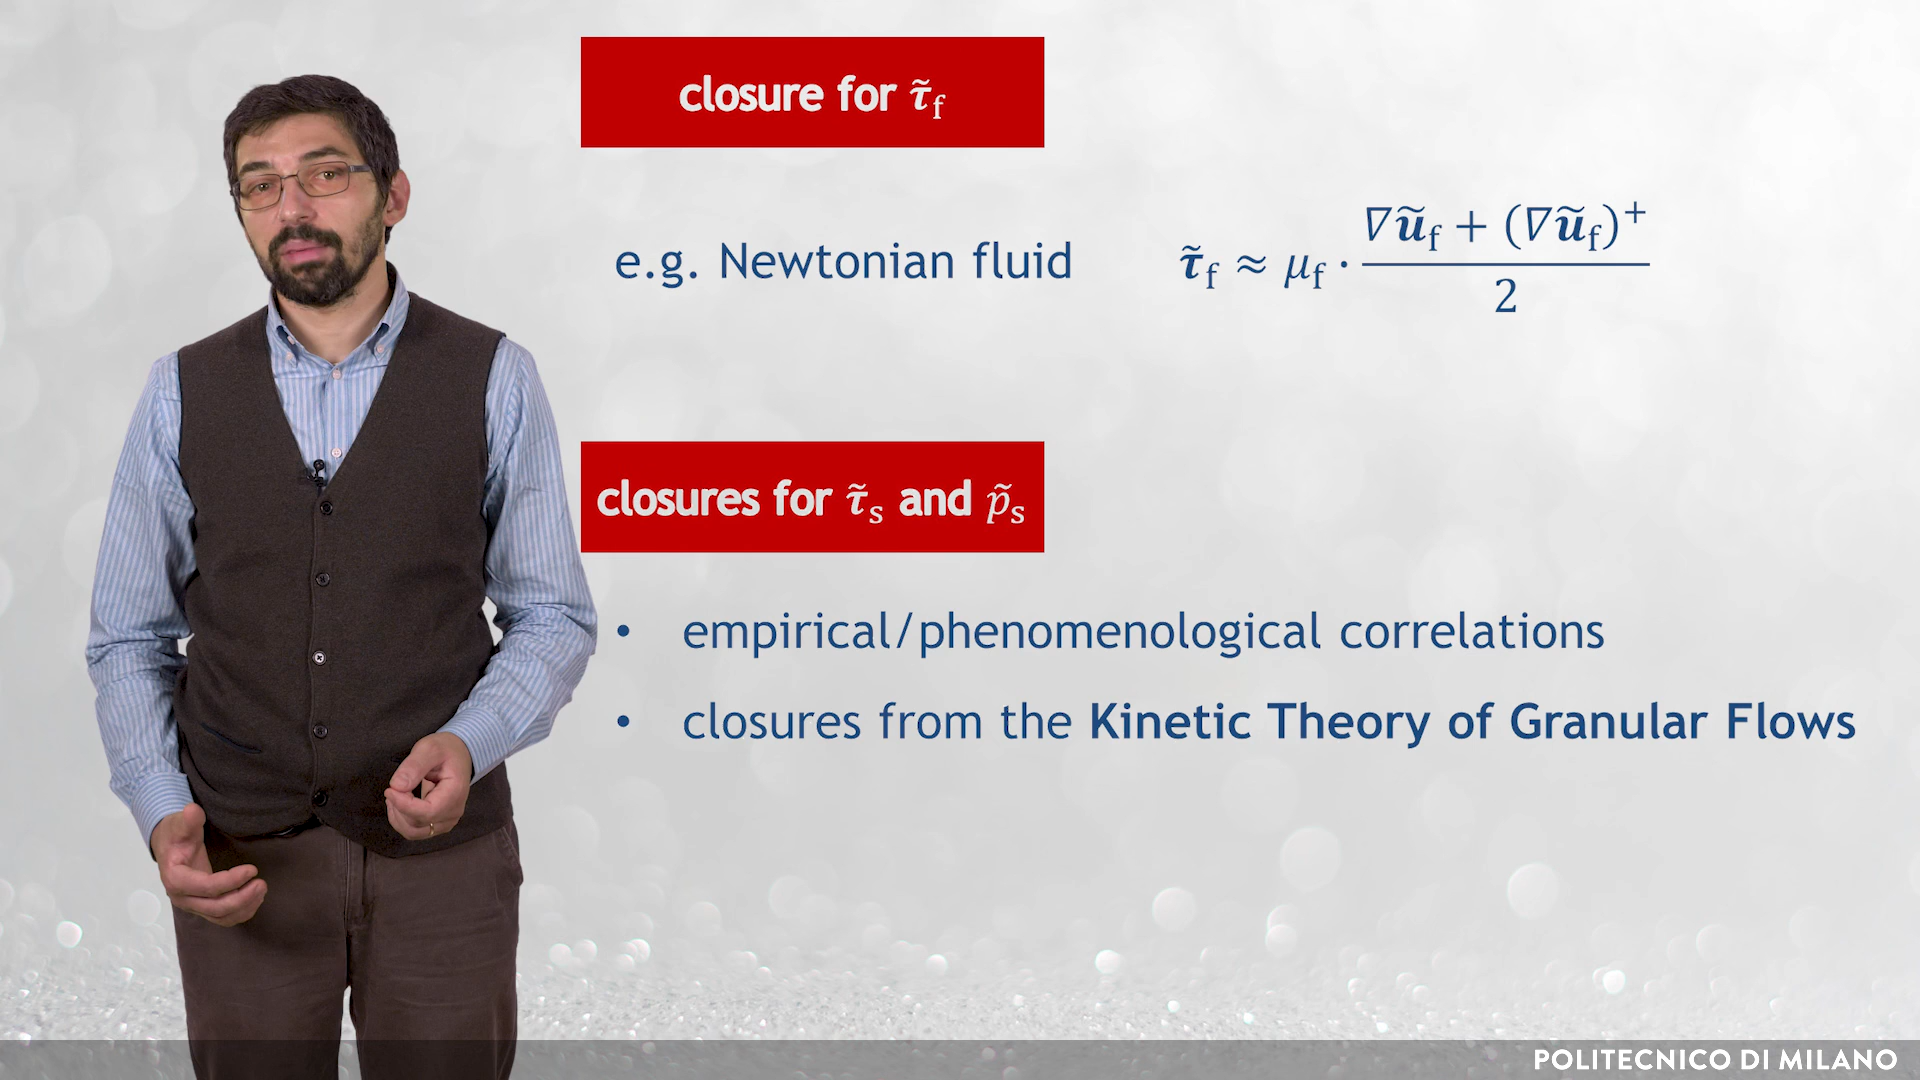 closure for τ̃f
e.g. Newtonian fluid τ̃f ≈ μf · (∇ũf + (∇ũf)⁺) / 2
closures for τ̃s and p̃s
• empirical/phenomenological correlations
• closures from the Kinetic Theory of Granular Flows
POLITECNICO DI MILANO